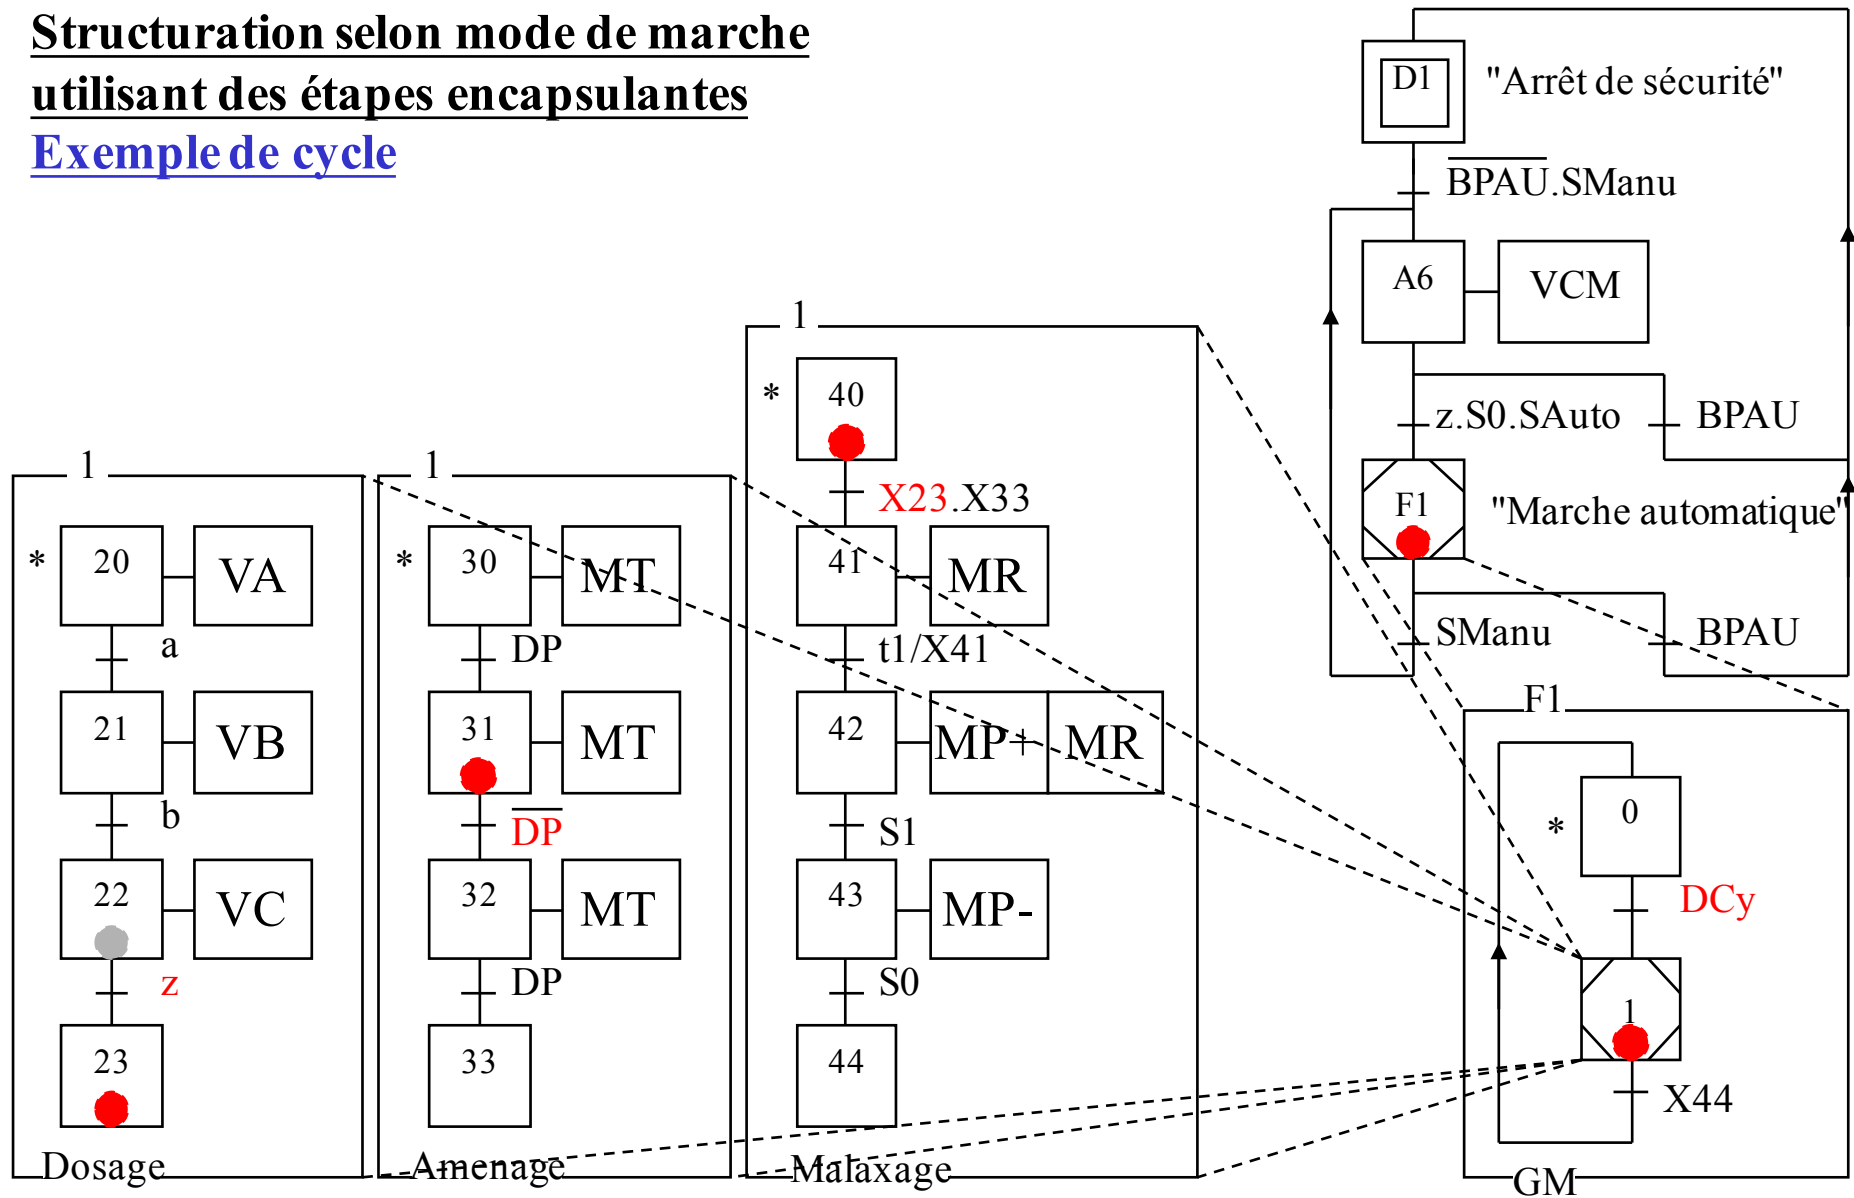 Structuration selon mode de marche
utilisant des étapes encapsulantes
Exemple de cycle
D1
"Arrêt de sécurité"
BPAU.SManu
A6
VCM
z.S0.SAuto
BPAU
F1
"Marche automatique"
SManu
BPAU
1
*
20
VA
a
21
VB
b
22
VC
z
23
Dosage
1
*
30
MT
DP
31
MT
DP
32
MT
DP
33
Amenage
1
*
40
X23.X33
41
MR
t1/X41
42
MP+
MR
S1
43
MP-
S0
44
Malaxage
F1
*
0
DCy
1
X44
GM